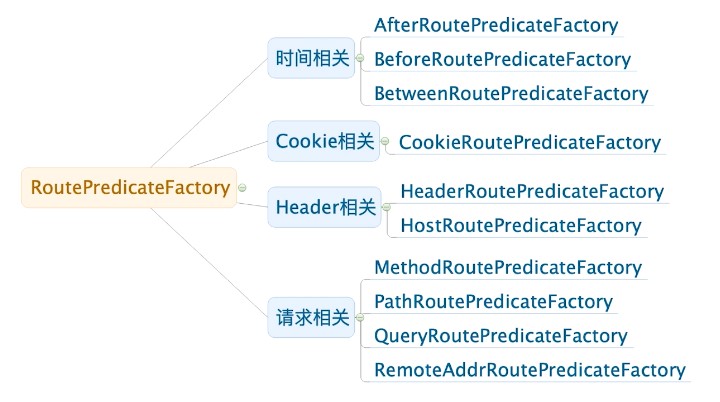 RoutePredicateFactory
时间相关
AfterRoutePredicateFactory
BeforeRoutePredicateFactory
BetweenRoutePredicateFactory
Cookie相关
CookieRoutePredicateFactory
Header相关
HeaderRoutePredicateFactory
HostRoutePredicateFactory
请求相关
MethodRoutePredicateFactory
PathRoutePredicateFactory
QueryRoutePredicateFactory
RemoteAddrRoutePredicateFactory